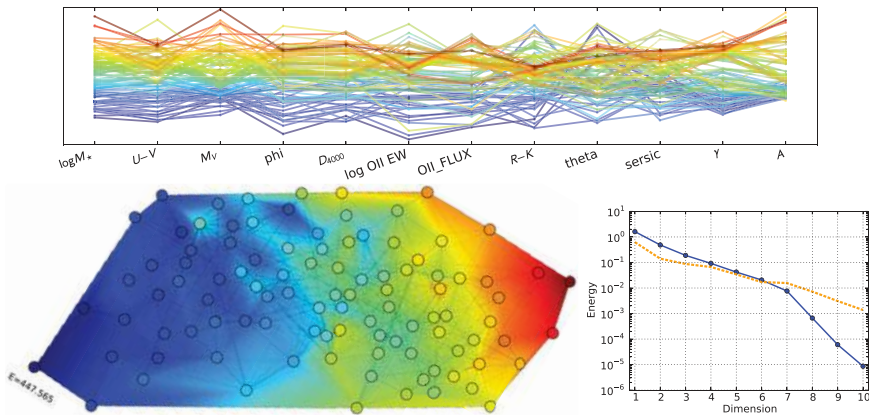 logM⋆ U−V M_V phi D₄₀₀₀ log OII EW OII_FLUX R−K theta sersic Υ A
E=447.565
Energy
10¹
10⁰
10⁻¹
10⁻²
10⁻³
10⁻⁴
10⁻⁵
10⁻⁶
1 2 3 4 5 6 7 8 9 10
Dimension